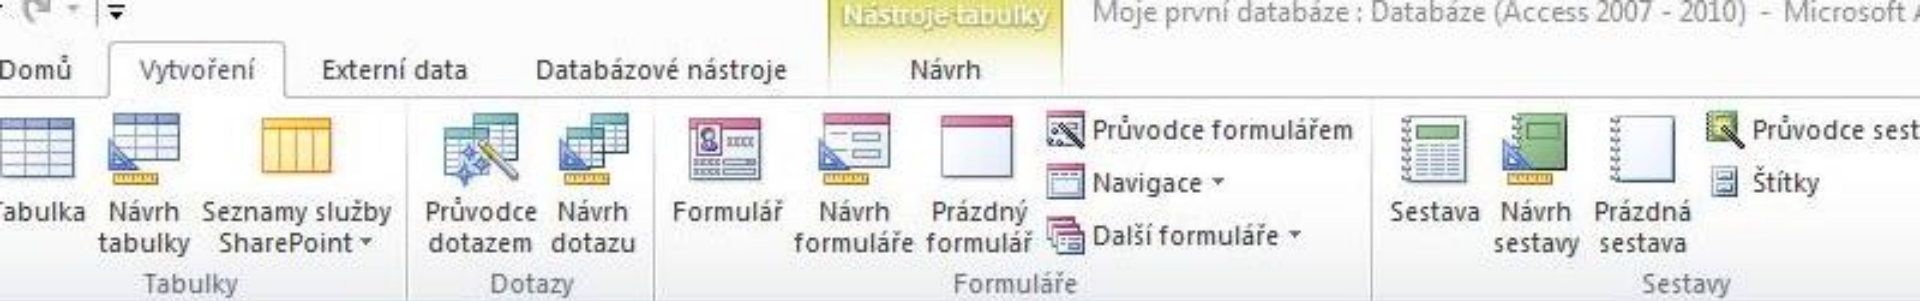 Nástroje tabulky Moje první databáze : Databáze (Access 2007 - 2010) - Microsoft
Domů Vytvoření Externí data Databázové nástroje Návrh
Průvodce formulářem Průvodce
Navigace Štítky
Tabulka Návrh Seznamy služby Průvodce Návrh Formulář Návrh Prázdný Sestava Návrh Prázdná
tabulky SharePoint dotazem dotazu formuláře formulář Další formuláře sestavy sestava
Tabulky Dotazy Formuláře Sestavy